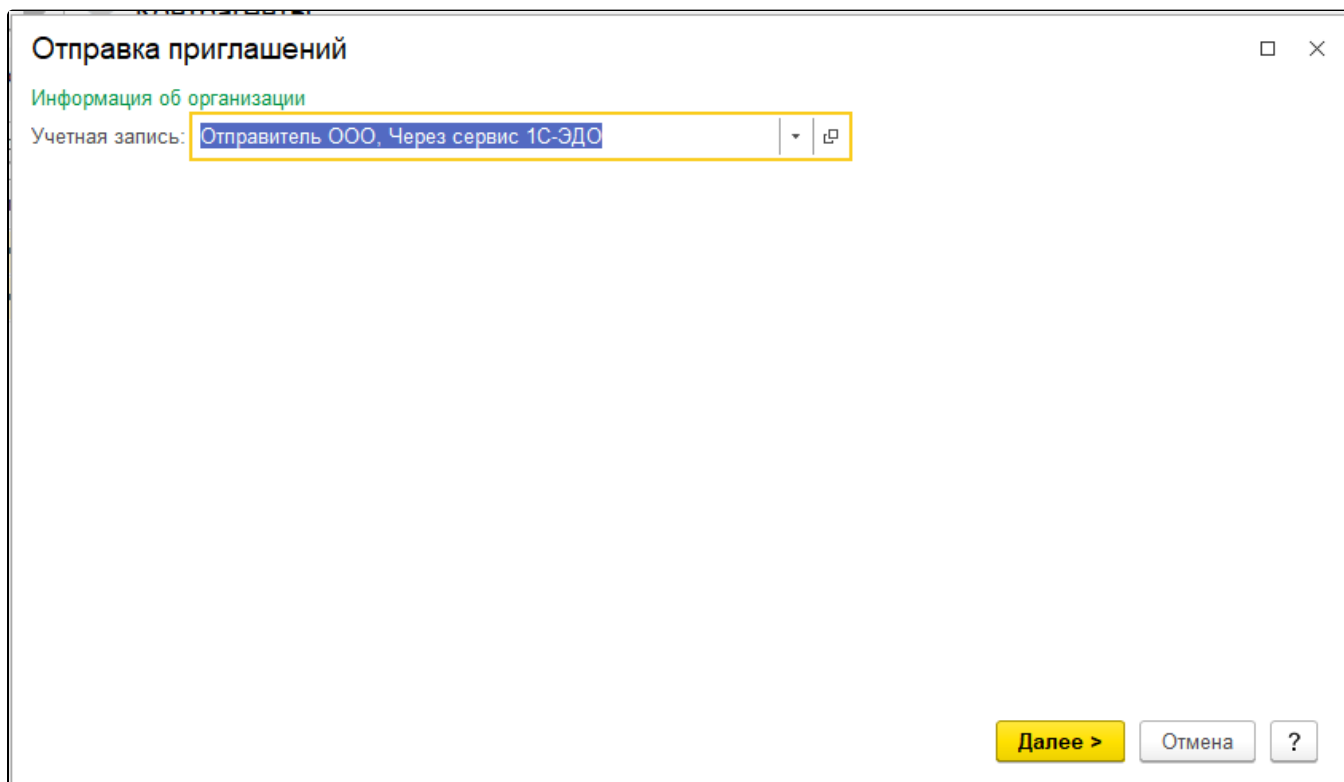 Отправка приглашений
Информация об организации
Учетная запись: Отправитель ООО, Через сервис 1С-ЭДО
Далее > Отмена ?